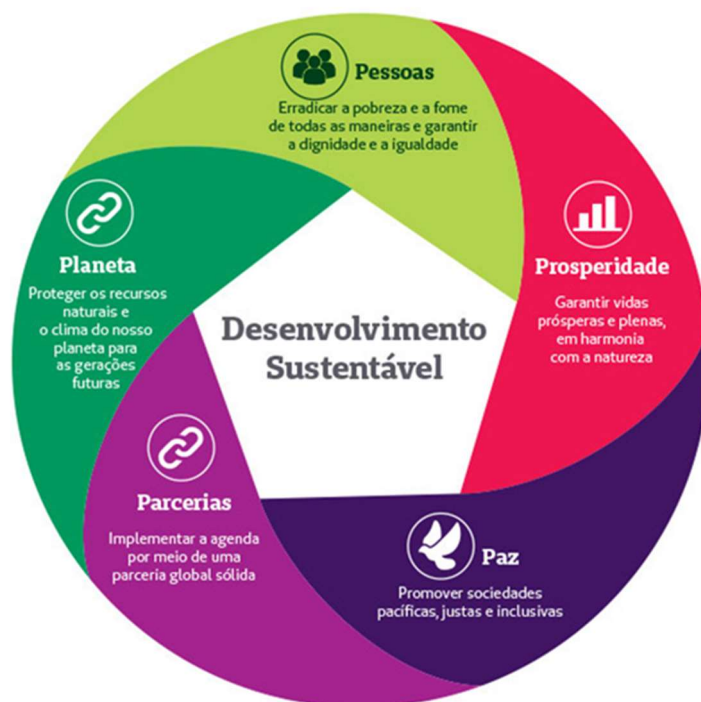 Pessoas
Erradicar a pobreza e a fome
de todas as maneiras e garantir
a dignidade e a igualdade
Prosperidade
Garantir vidas
prósperas e plenas,
em harmonia
com a natureza
Paz
Promover sociedades
pacíficas, justas e inclusivas
Parcerias
Implementar a agenda
por meio de uma
parceria global sólida
Planeta
Proteger os recursos
naturais e
o clima do nosso
planeta para
as gerações
futuras
Desenvolvimento
Sustentável